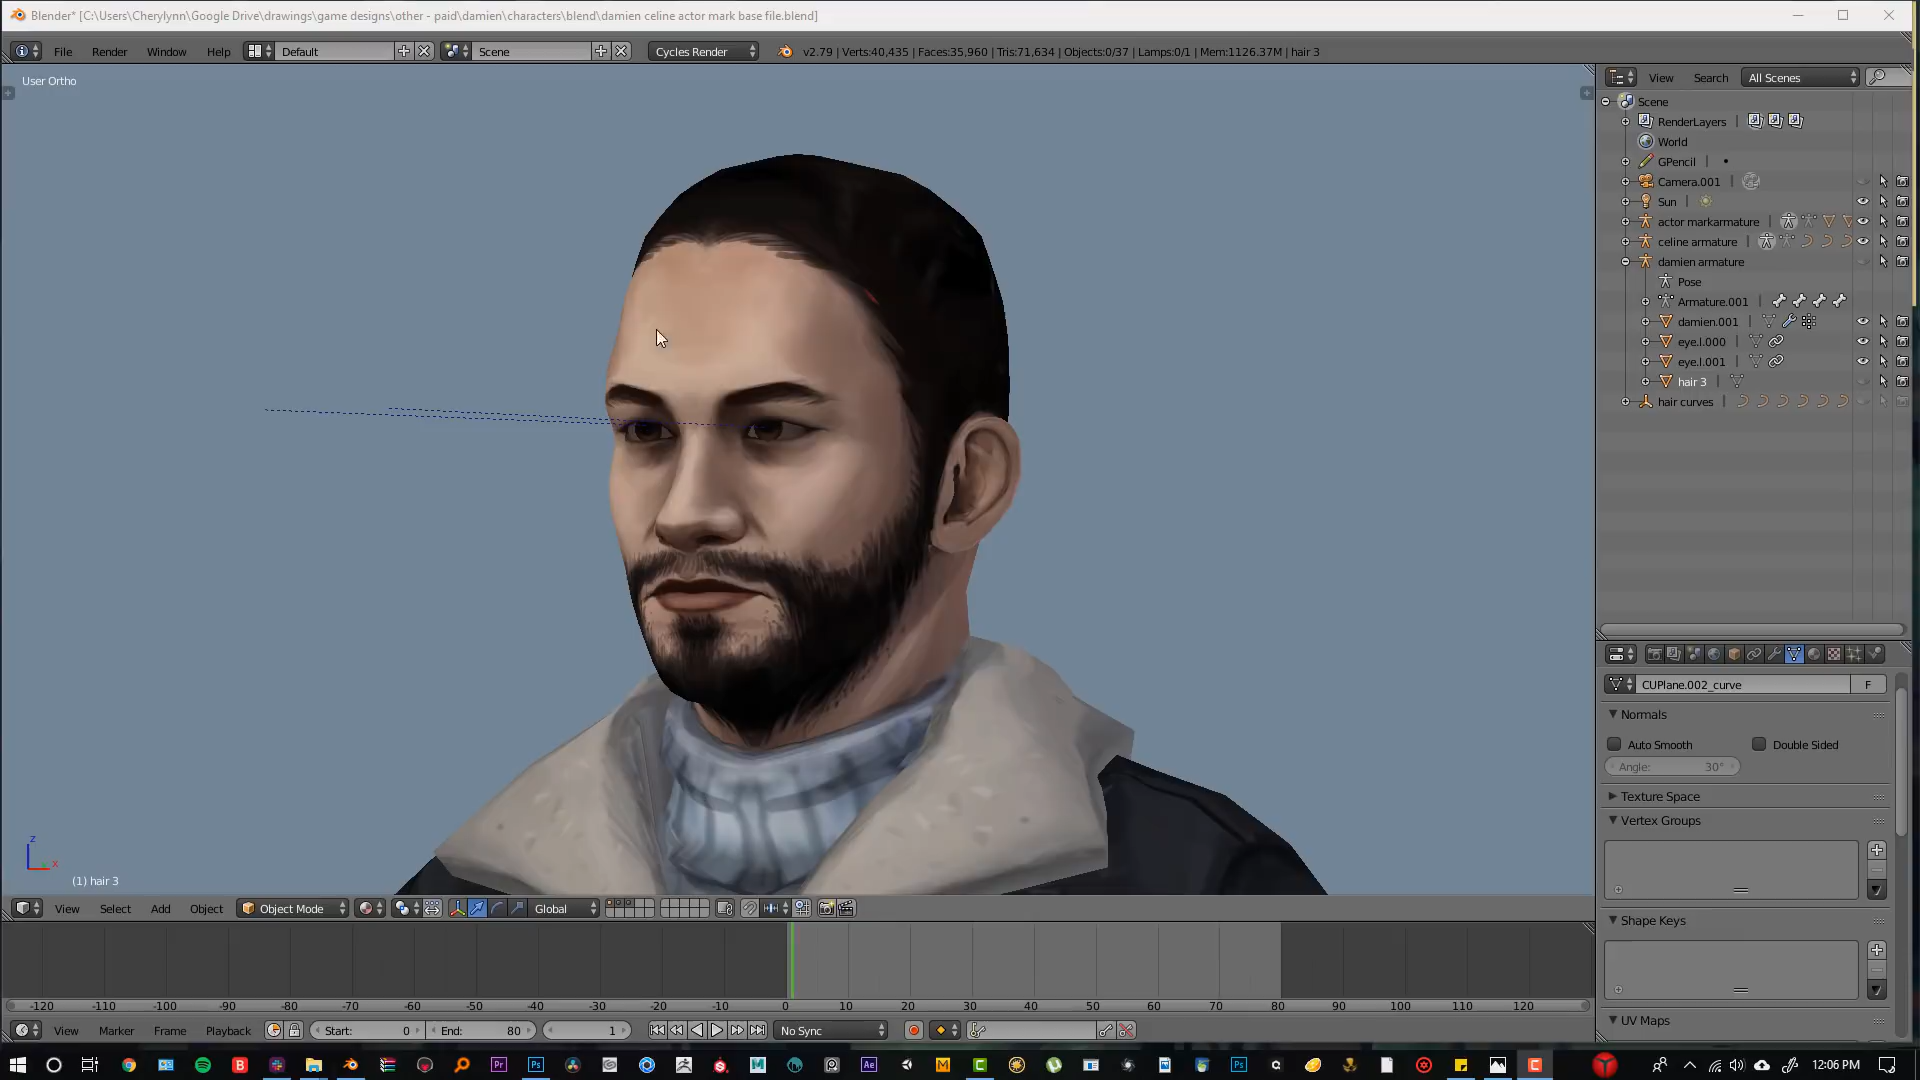 Blender* [C:\Users\Cherylynn\Google Drive\drawings\game designs\other - paid\damien\characters\blend\damien celine actor mark base file.blend]
File Render Window Help Default Scene Cycles Render v2.79 | Verts:40,435 | Faces:35,960 | Tris:71,634 | Objects:0/37 | Lamps:0/1 | Mem:1126.37M | hair 3
User Ortho
View Search All Scenes
Scene
RenderLayers
World
GPencil
Camera.001
Sun
actor markarmature
celine armature
damien armature
Pose
Armature.001
damien.001
eye.l.000
eye.l.001
hair 3
hair curves
CUPlane.002_curve F
Normals
Auto Smooth Double Sided
Angle: 30°
Texture Space
Vertex Groups
Shape Keys
UV Maps
z
x
(1) hair 3
View Select Add Object Object Mode Global
-120 -110 -100 -90 -80 -70 -60 -50 -40 -30 -20 -10 0 10 20 30 40 50 60 70 80 90 100 110 120
View Marker Frame Playback Start: 0 End: 80 1 No Sync
12:06 PM